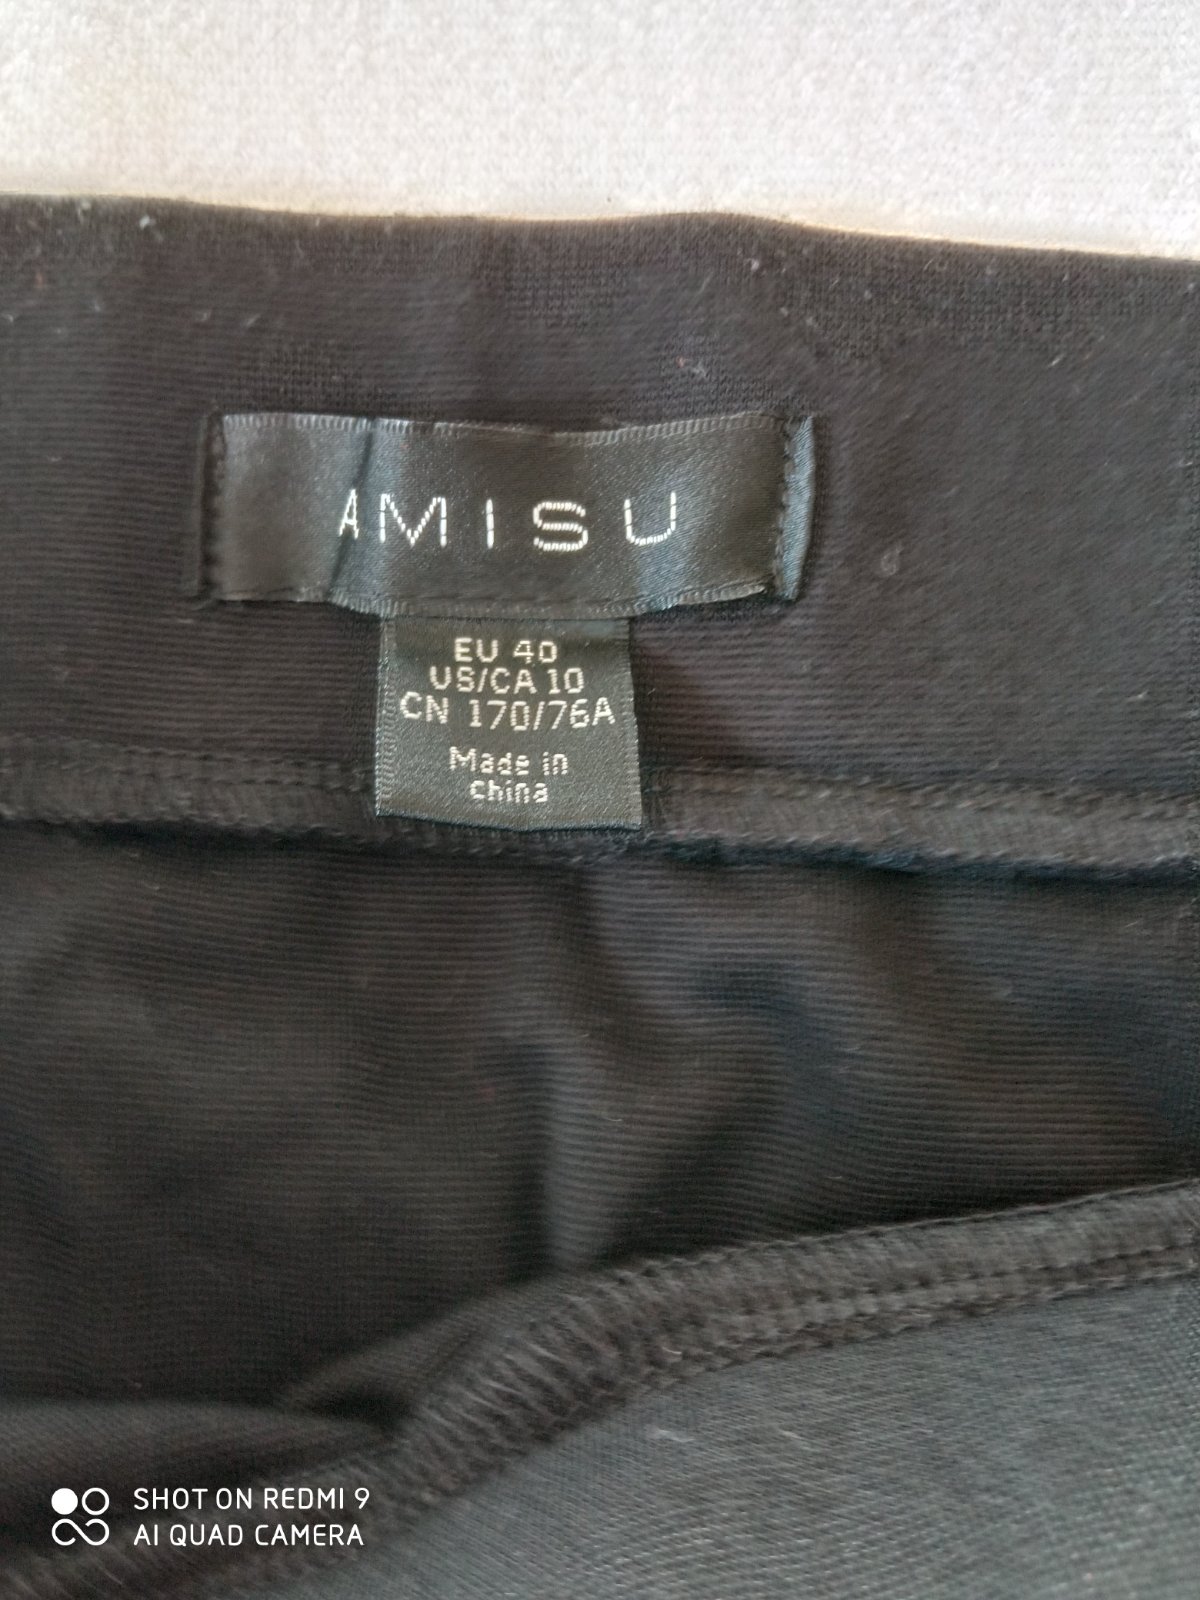 AMISU
EU 40
US/CA 10
CN 170/76A
Made in
China
SHOT ON REDMI 9
AI QUAD CAMERA